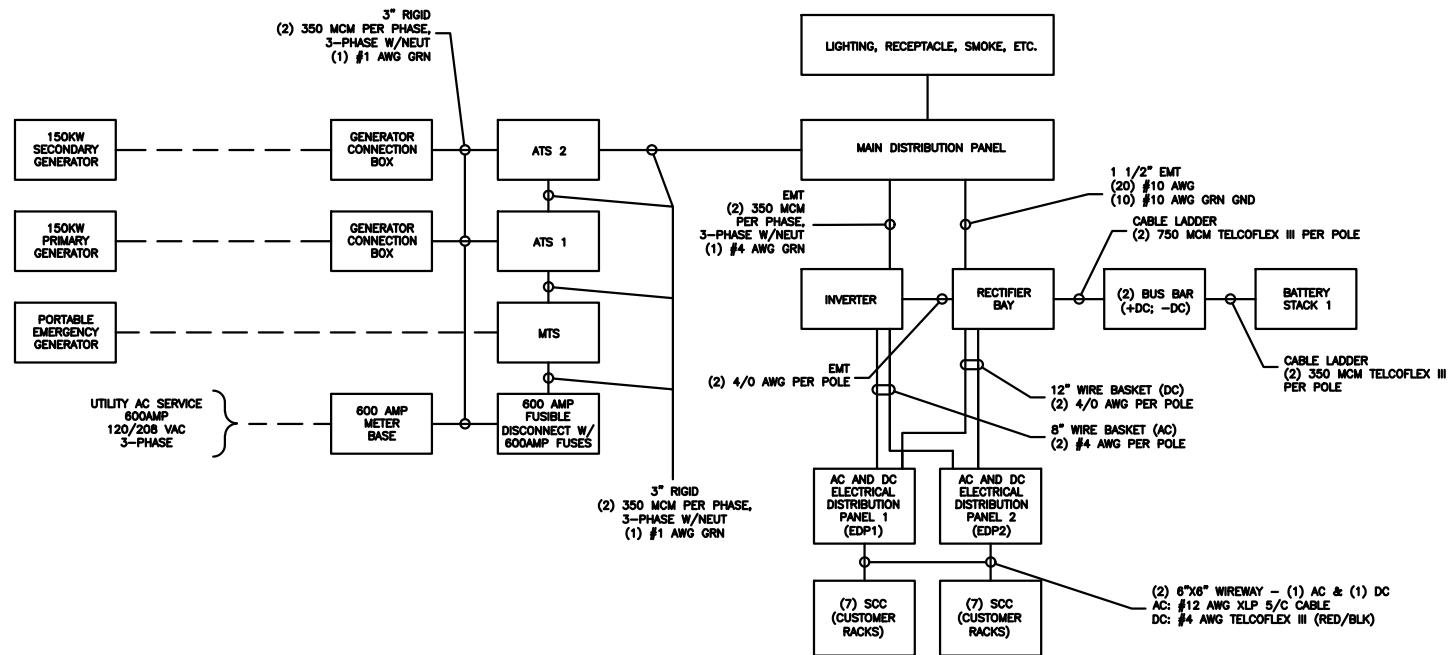 3" RIGID
(2) 350 MCM PER PHASE,
3-PHASE W/NEUT
(1) #1 AWG GRN
LIGHTING, RECEPTACLE, SMOKE, ETC.
150KW
SECONDARY
GENERATOR
GENERATOR
CONNECTION
BOX
ATS 2
MAIN DISTRIBUTION PANEL
EMT
(2) 350 MCM
PER PHASE,
3-PHASE W/NEUT
(1) #4 AWG GRN
1 1/2" EMT
(20) #10 AWG
(10) #10 AWG GRN GND
CABLE LADDER
(2) 750 MCM TELCOFLEX III PER POLE
150KW
PRIMARY
GENERATOR
GENERATOR
CONNECTION
BOX
ATS 1
INVERTER
RECTIFIER
BAY
(2) BUS BAR
(+DC; -DC)
BATTERY
STACK 1
PORTABLE
EMERGENCY
GENERATOR
MTS
EMT
(2) 4/0 AWG PER POLE
CABLE LADDER
(2) 350 MCM TELCOFLEX III
PER POLE
12" WIRE BASKET (DC)
(2) 4/0 AWG PER POLE
8" WIRE BASKET (AC)
(2) #4 AWG PER POLE
UTILITY AC SERVICE
600AMP
120/208 VAC
3-PHASE
600 AMP
METER
BASE
600 AMP
FUSIBLE
DISCONNECT W/
600AMP FUSES
3" RIGID
(2) 350 MCM PER PHASE,
3-PHASE W/NEUT
(1) #1 AWG GRN
AC AND DC
ELECTRICAL
DISTRIBUTION
PANEL 1
(EDP1)
AC AND DC
ELECTRICAL
DISTRIBUTION
PANEL 2
(EDP2)
(7) SCC
(CUSTOMER
RACKS)
(7) SCC
(CUSTOMER
RACKS)
(2) 6"X6" WIREWAY - (1) AC & (1) DC
AC: #12 AWG XLP 5/C CABLE
DC: #4 AWG TELCOFLEX III (RED/BLK)